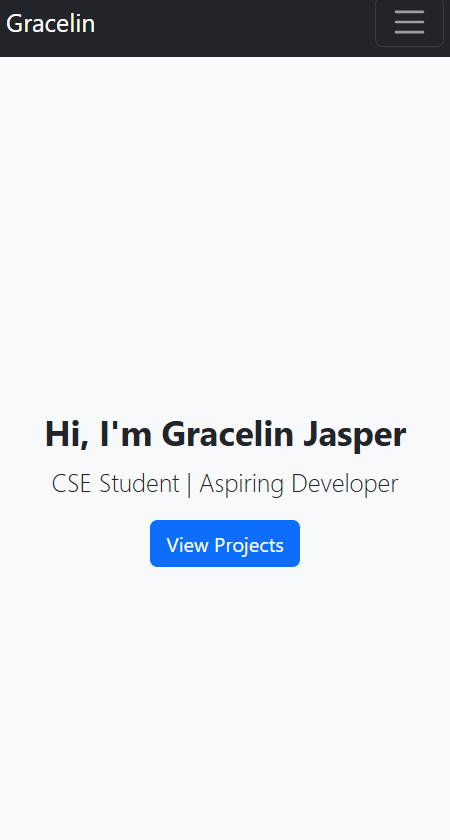 Gracelin
Hi, I'm Gracelin Jasper
CSE Student | Aspiring Developer
View Projects